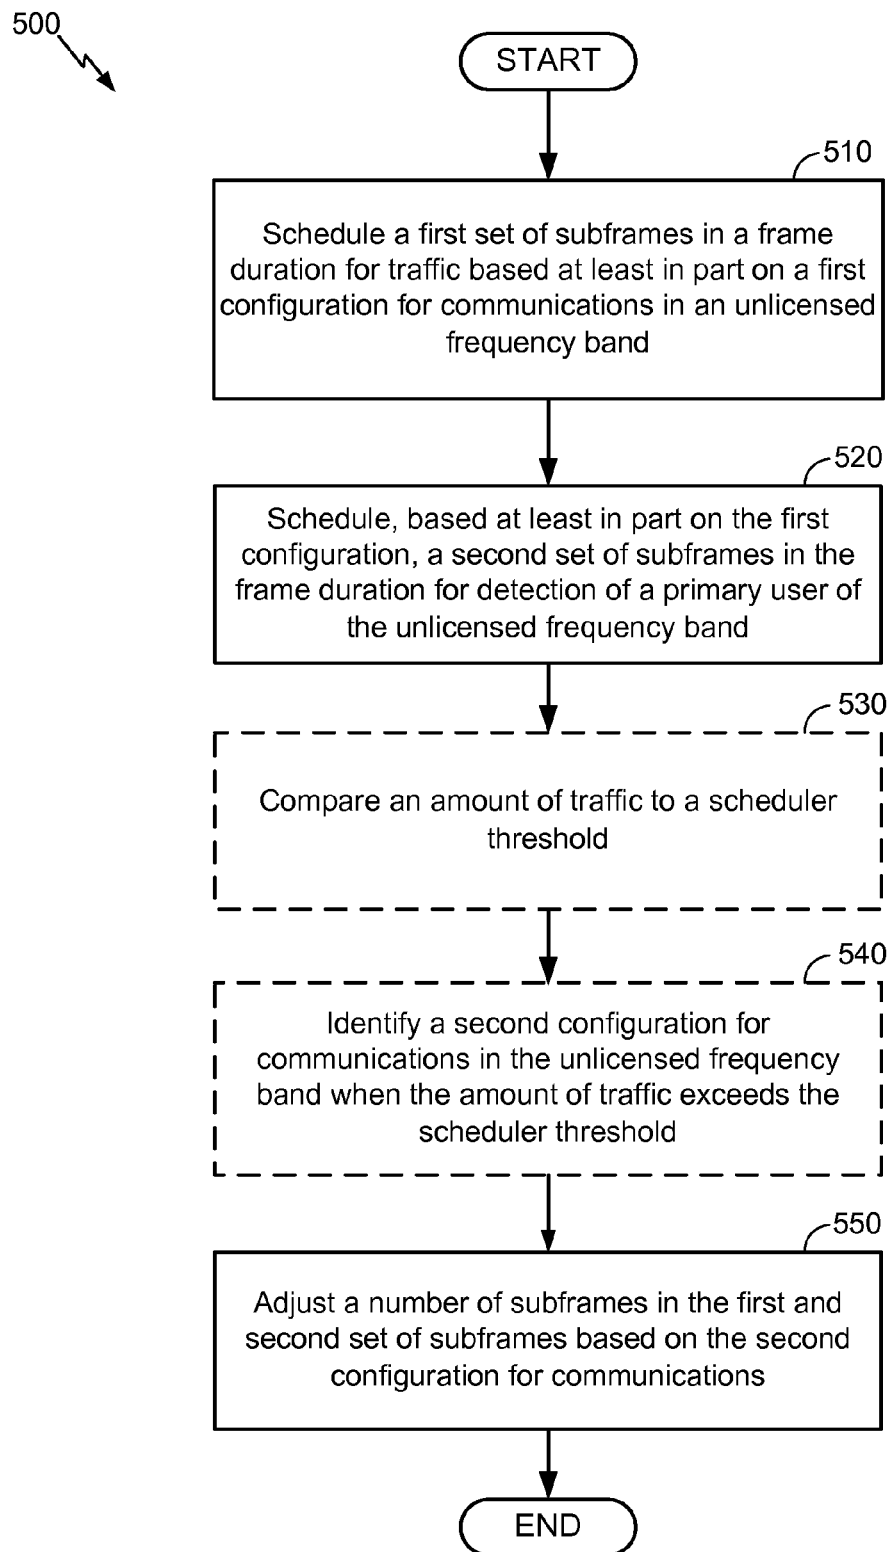 500
START
510
Schedule a first set of subframes in a frame
duration for traffic based at least in part on a first
configuration for communications in an unlicensed
frequency band
520
Schedule, based at least in part on the first
configuration, a second set of subframes in the
frame duration for detection of a primary user of
the unlicensed frequency band
530
Compare an amount of traffic to a scheduler
threshold
540
Identify a second configuration for
communications in the unlicensed frequency
band when the amount of traffic exceeds the
scheduler threshold
550
Adjust a number of subframes in the first and
second set of subframes based on the second
configuration for communications
END